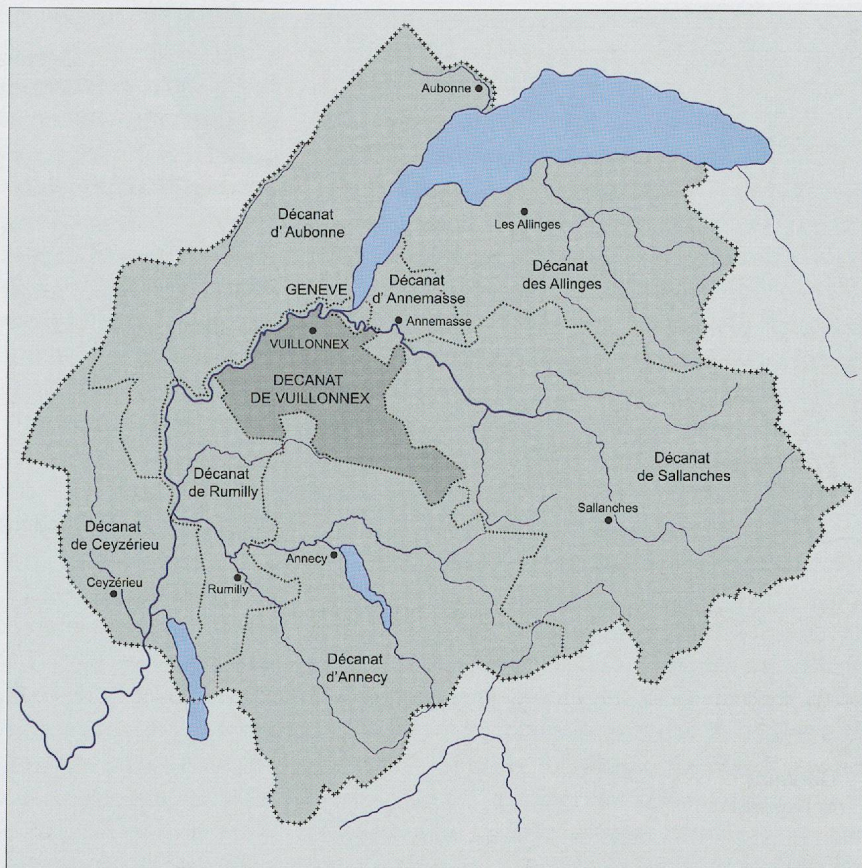 Aubonne
Décanat
d' Aubonne
Les Allinges
Décanat
des Allinges
GENEVE
Décanat
d' Annemasse
Annemasse
VUILLONNEX
DECANAT
DE VUILLONNEX
Décanat
de Sallanches
Décanat
de Rumilly
Sallanches
Décanat
de Ceyzérieu
Annecy
Ceyzérieu
Rumilly
Décanat
d'Annecy